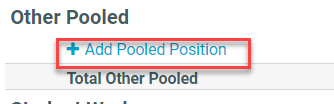 Other Pooled
+ Add Pooled Position
Total Other Pooled